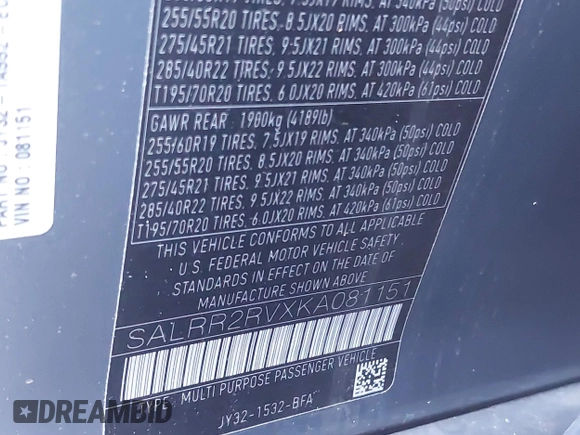 255/55R20 TIRES, 8.5JX20 RIMS, AT 300kPa (44psi) COLD
275/45R21 TIRES, 9.5JX21 RIMS, AT 300kPa (44psi) COLD
285/40R22 TIRES, 9.5JX22 RIMS, AT 300kPa (44psi) COLD
T195/70R20 TIRES, 6.0JX20 RIMS, AT 420kPa (61psi) COLD
GAWR REAR : 1900kg (4189lb)
255/60R19 TIRES, 7.5JX19 RIMS, AT 340kPa (50psi) COLD
255/55R20 TIRES, 8.5JX20 RIMS, AT 340kPa (50psi) COLD
275/45R21 TIRES, 9.5JX21 RIMS, AT 340kPa (50psi) COLD
285/40R22 TIRES, 9.5JX22 RIMS, AT 340kPa (50psi) COLD
T195/70R20 TIRES, 6.0JX20 RIMS, AT 420kPa (61psi) COLD
THIS VEHICLE CONFORMS TO ALL APPLICABLE
U.S. FEDERAL MOTOR VEHICLE SAFETY
STANDARDS IN EFFECT ON THE DATE OF
MANUFACTURE SHOWN ABOVE
SALRR2RVXKA081151
TYPE: MULTI PURPOSE PASSENGER VEHICLE
JY32-1532-BFA
VIN NO: 081151
DREAMBID